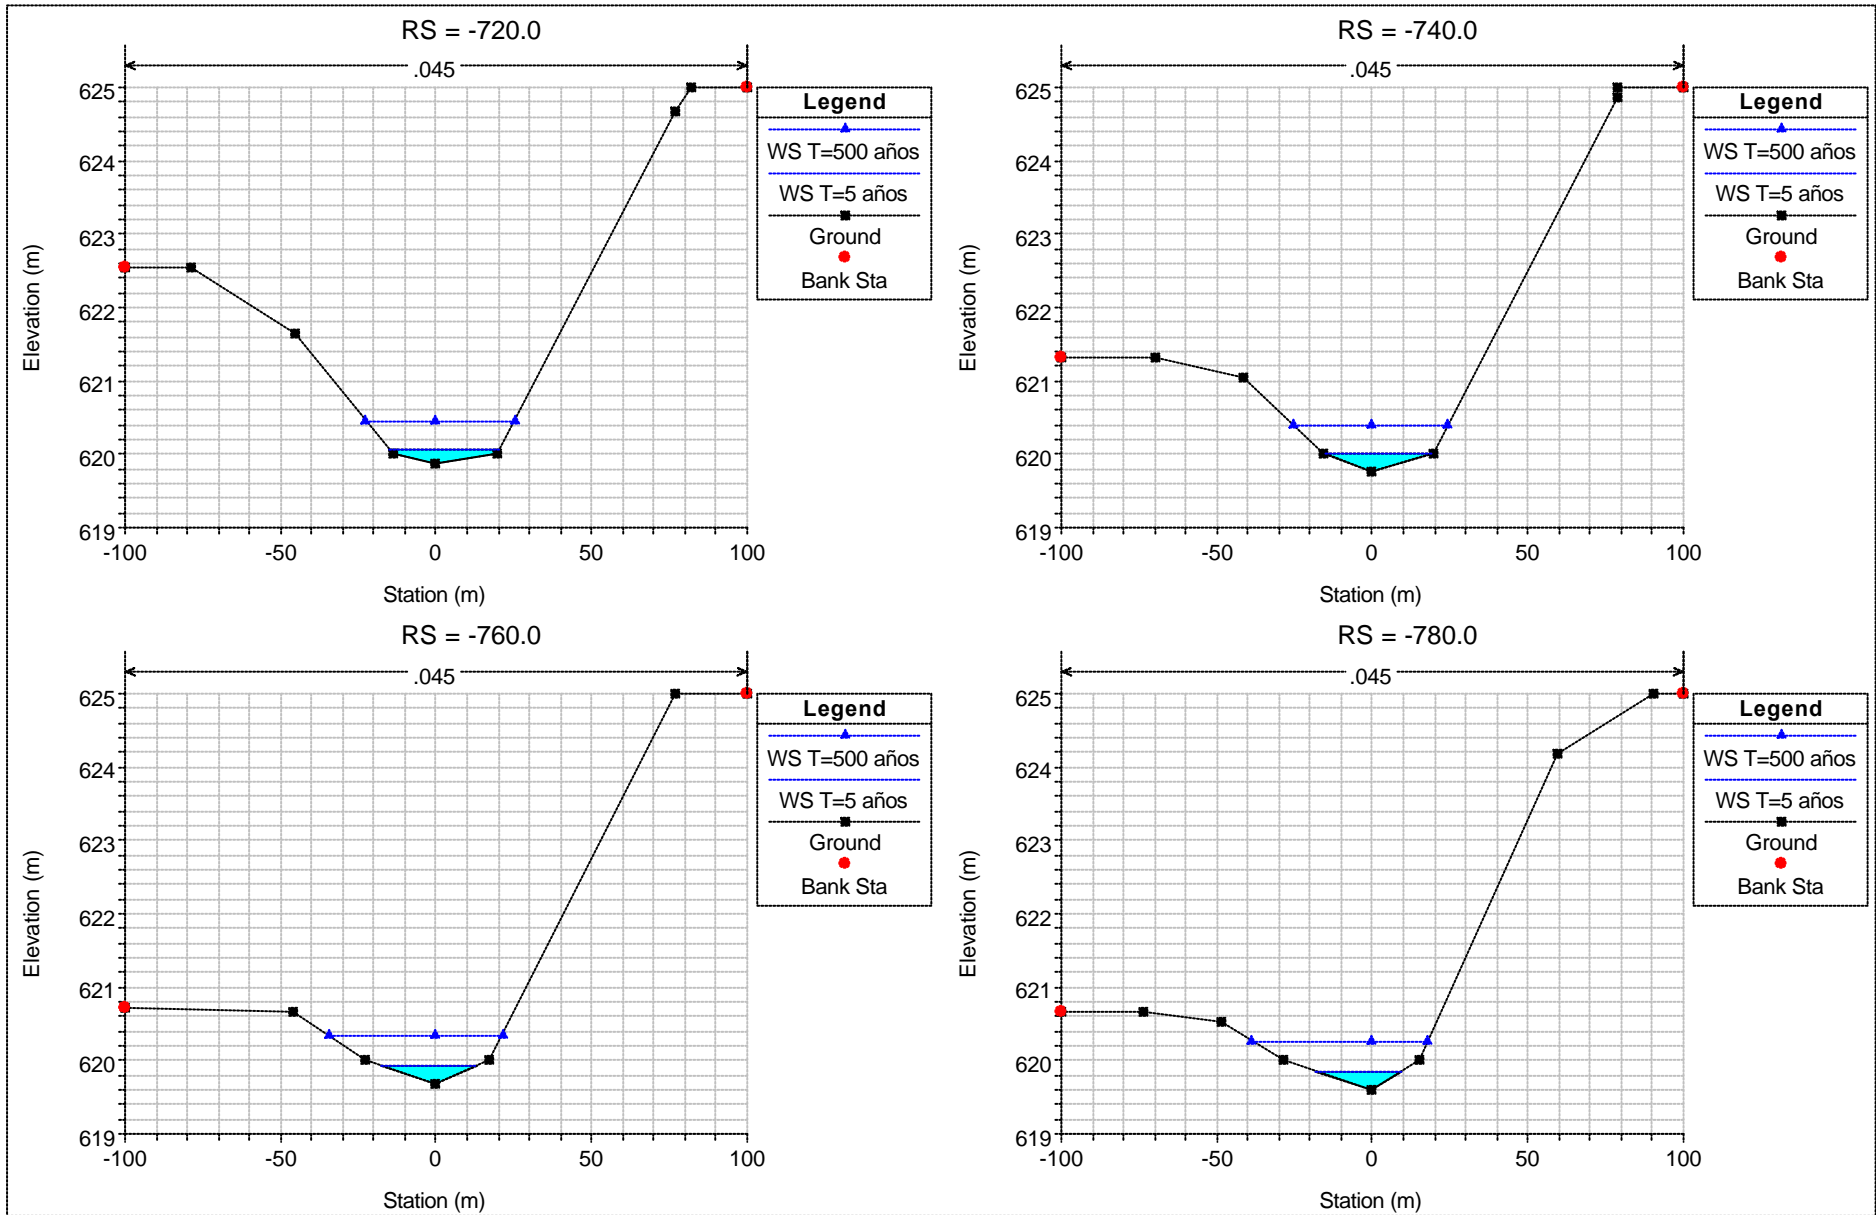 RS = -720.0
.045
625
624
623
622
621
620
619
-100
-50
0
50
100
Elevation (m)
Station (m)
Legend
WS T=500 años
WS T=5 años
Ground
Bank Sta
RS = -740.0
.045
625
624
623
622
621
620
619
-100
-50
0
50
100
Elevation (m)
Station (m)
Legend
WS T=500 años
WS T=5 años
Ground
Bank Sta
RS = -760.0
.045
625
624
623
622
621
620
619
-100
-50
0
50
100
Elevation (m)
Station (m)
Legend
WS T=500 años
WS T=5 años
Ground
Bank Sta
RS = -780.0
.045
625
624
623
622
621
620
619
-100
-50
0
50
100
Elevation (m)
Station (m)
Legend
WS T=500 años
WS T=5 años
Ground
Bank Sta